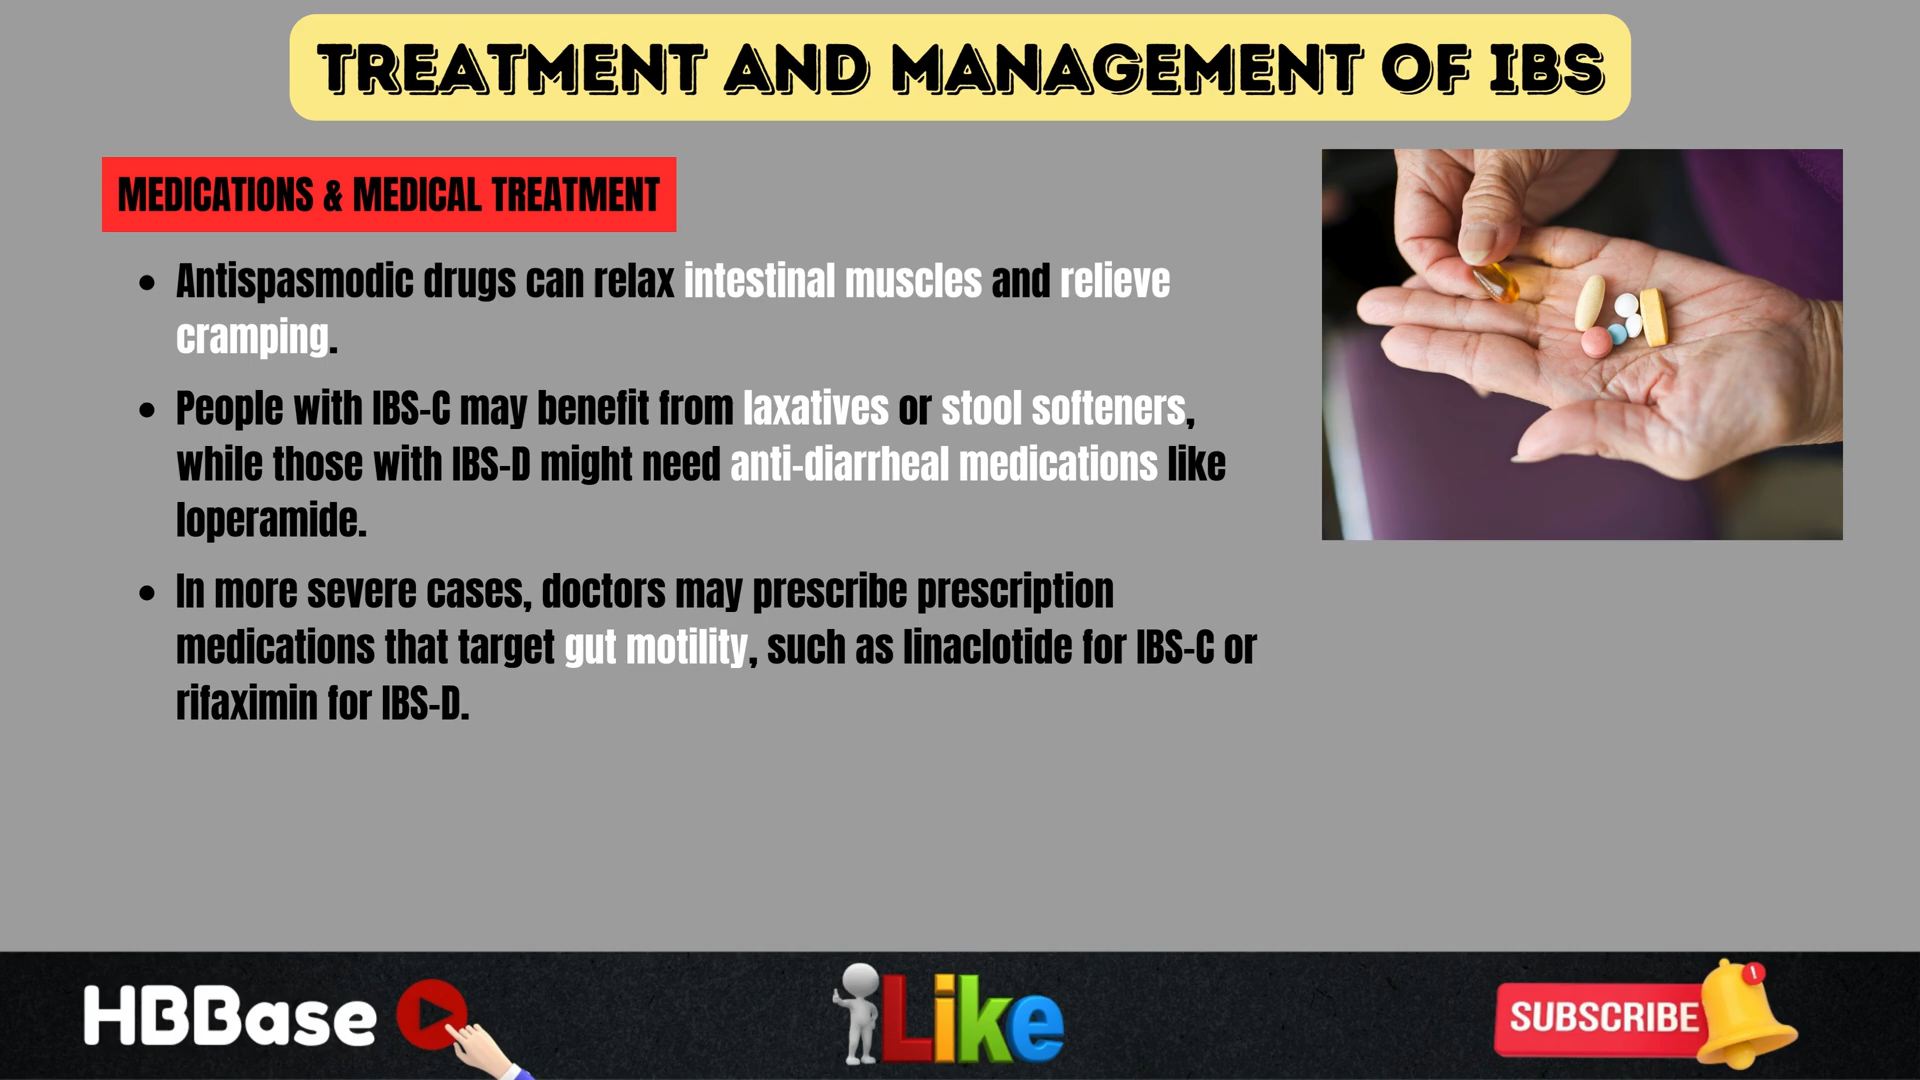 TREATMENT AND MANAGEMENT OF IBS
MEDICATIONS & MEDICAL TREATMENT
• Antispasmodic drugs can relax intestinal muscles and relieve
cramping.
• People with IBS-C may benefit from laxatives or stool softeners,
while those with IBS-D might need anti-diarrheal medications like
loperamide.
• In more severe cases, doctors may prescribe prescription
medications that target gut motility, such as linaclotide for IBS-C or
rifaximin for IBS-D.
HBBase
Like
SUBSCRIBE
!